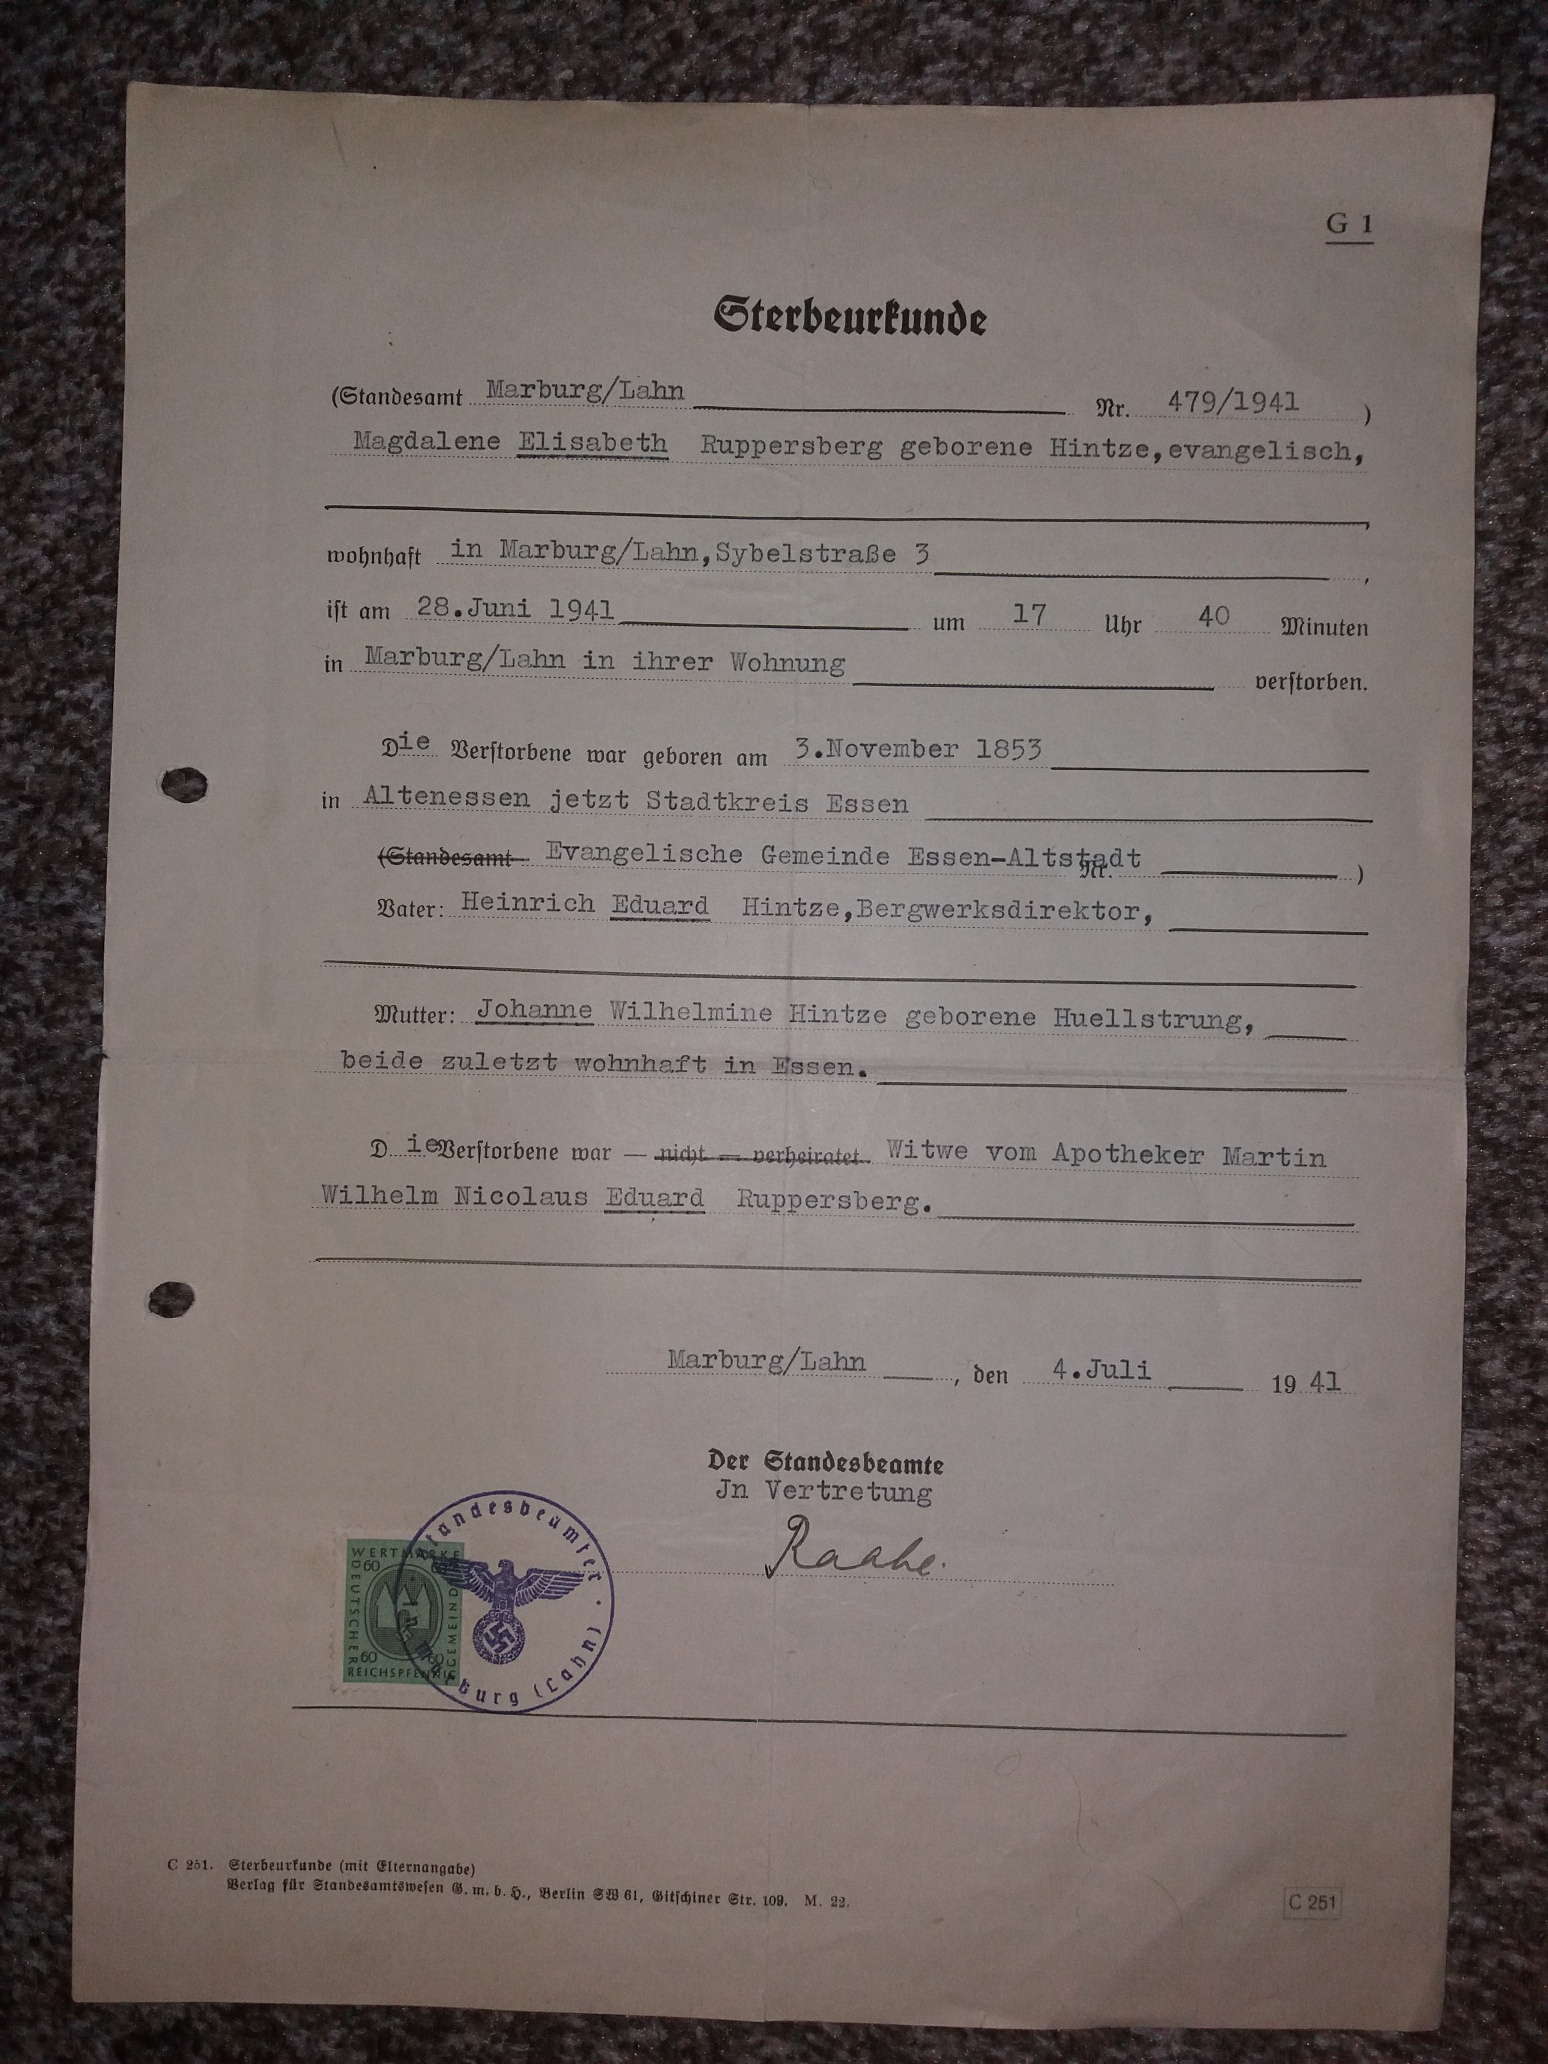 G 1
Sterbeurkunde
(Standesamt Marburg/Lahn Nr. 479/1941 )
Magdalene Elisabeth Ruppersberg geborene Hintze, evangelisch,
wohnhaft in Marburg/Lahn, Sybelstraße 3 ,
ist am 28. Juni 1941 um 17 Uhr 40 Minuten
in Marburg/Lahn in ihrer Wohnung verstorben.
Die Verstorbene war geboren am 3. November 1853
in Altenessen jetzt Stadtkreis Essen
(Standesamt Evangelische Gemeinde Essen-Altstadt Nr. )
Vater: Heinrich Eduard Hintze, Bergwerksdirektor,
Mutter: Johanne Wilhelmine Hintze geborene Huellstrung,
beide zuletzt wohnhaft in Essen.
Die Verstorbene war — nicht — verheiratet Witwe vom Apotheker Martin
Wilhelm Nicolaus Eduard Ruppersberg.
Marburg/Lahn , den 4. Juli 1941
Der Standesbeamte
Jn Vertretung
Raabe.
Standesbeamter
in Marburg (Lahn)
WERTMARKE
DEUTSCHER
GEMEINDEN
60 60
60 60
REICHSPFENNIG
C 251. Sterbeurkunde (mit Elternangabe)
Verlag für Standesamtswesen G. m. b. H., Berlin SW 61, Gitschiner Str. 109. M. 22.
C 251